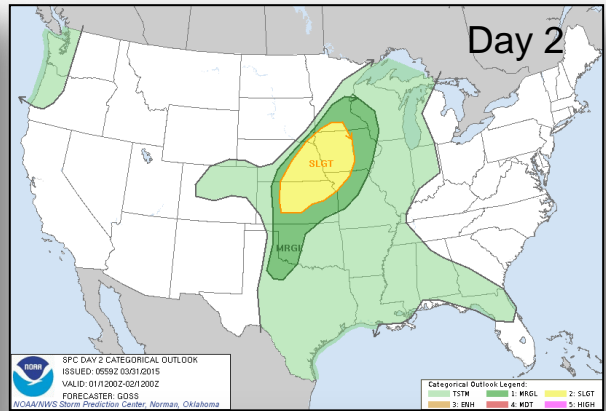 Day 2
SLGT
MRGL
NOAA
SPC DAY 2 CATEGORICAL OUTLOOK
ISSUED: 0559Z 03/31/2015
VALID: 01/1200Z-02/1200Z
FORECASTER: GOSS
NOAA/NWS Storm Prediction Center, Norman, Oklahoma
Categorical Outlook Legend:
TSTM 1: MRGL 2: SLGT
3: ENH 4: MDT 5: HIGH